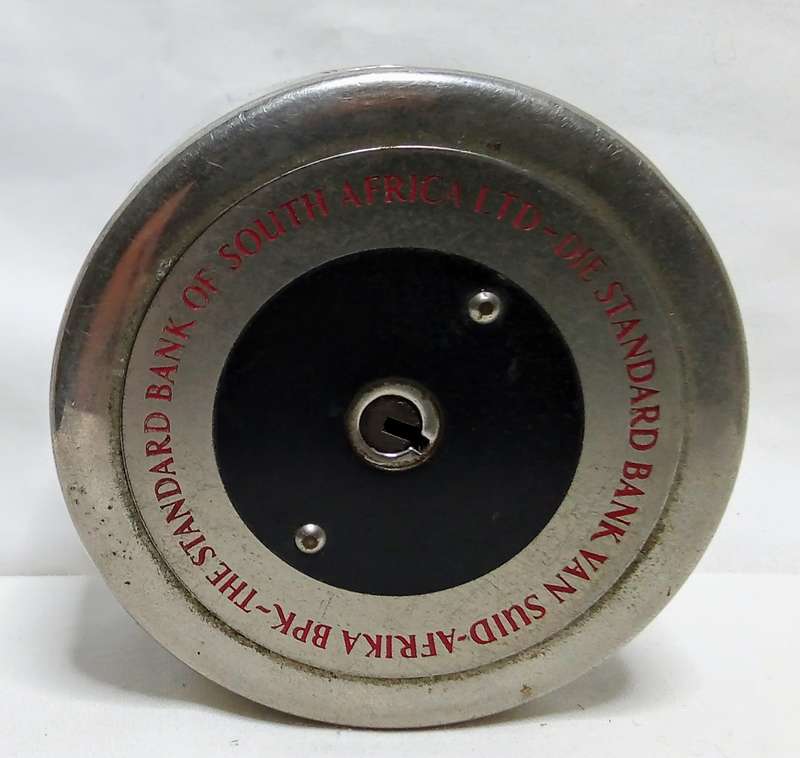 THE STANDARD BANK OF SOUTH AFRICA LTD-DIE STANDARD BANK VAN SUID-AFRIKA BPK-